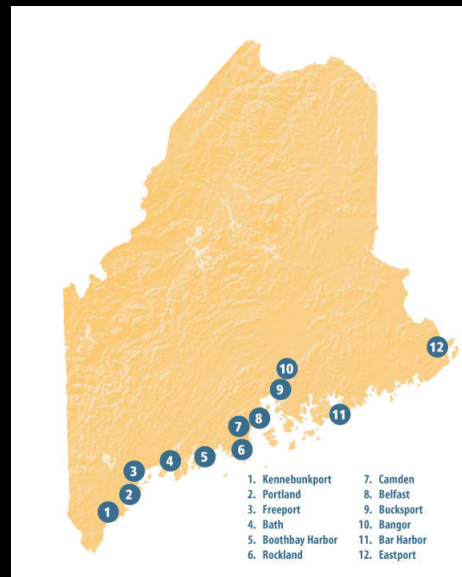 12
10
9
11
8
7
6
5
4
3
2
1
1. Kennebunkport
2. Portland
3. Freeport
4. Bath
5. Boothbay Harbor
6. Rockland
7. Camden
8. Belfast
9. Bucksport
10. Bangor
11. Bar Harbor
12. Eastport